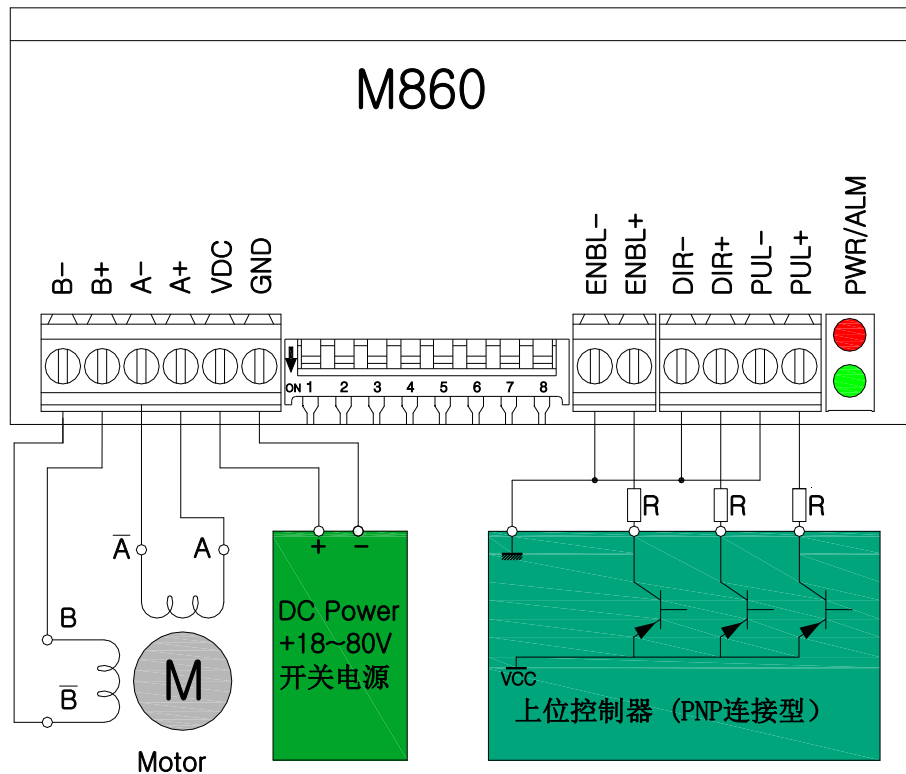 M860
B-
B+
A-
A+
VDC
GND
ENBL-
ENBL+
DIR-
DIR+
PUL-
PUL+
PWR/ALM
ON 1 2 3 4 5 6 7 8
R R R
A̅ A
+ -
B
B̅
M
Motor
DC Power
+18~80V
开关电源
VCC
上位控制器 (PNP连接型)